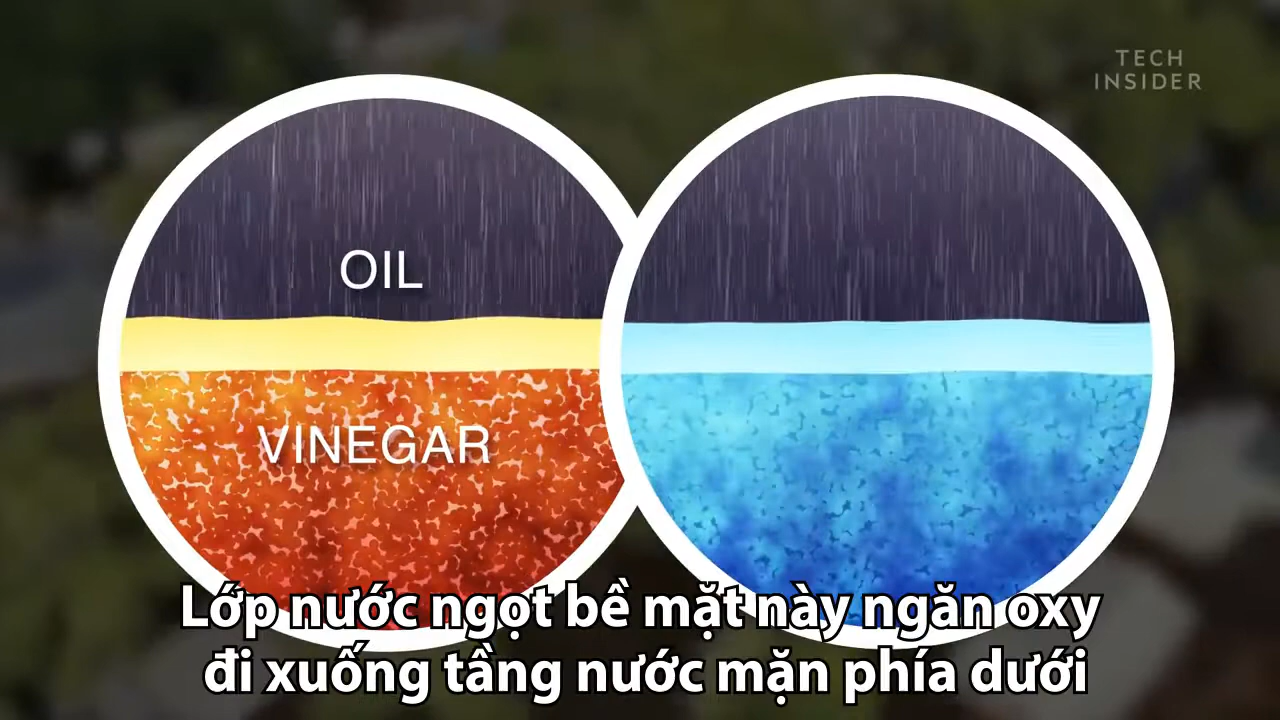 TECH
INSIDER
OIL
VINEGAR
Lớp nước ngọt bề mặt này ngăn oxy
đi xuống tầng nước mặn phía dưới